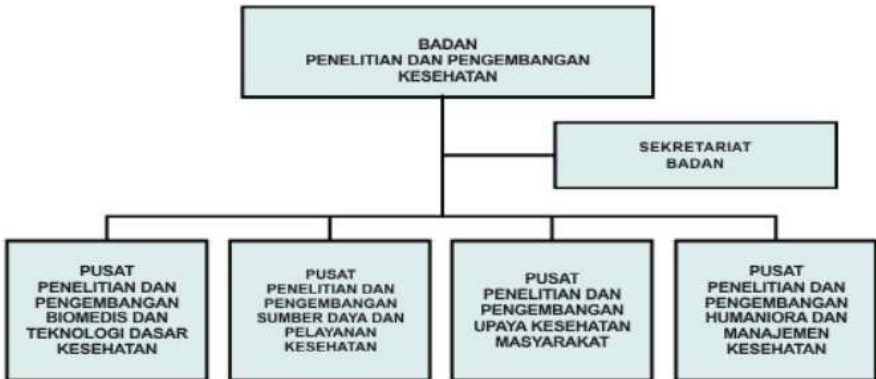 BADAN
PENELITIAN DAN PENGEMBANGAN
KESEHATAN
SEKRETARIAT
BADAN
PUSAT
PENELITIAN DAN
PENGEMBANGAN
BIOMEDIS DAN
TEKNOLOGI DASAR
KESEHATAN
PUSAT
PENELITIAN DAN
PENGEMBANGAN
SUMBER DAYA DAN
PELAYANAN
KESEHATAN
PUSAT
PENELITIAN DAN
PENGEMBANGAN
UPAYA KESEHATAN
MASYARAKAT
PUSAT
PENELITIAN DAN
PENGEMBANGAN
HUMANIORA DAN
MANAJEMEN
KESEHATAN